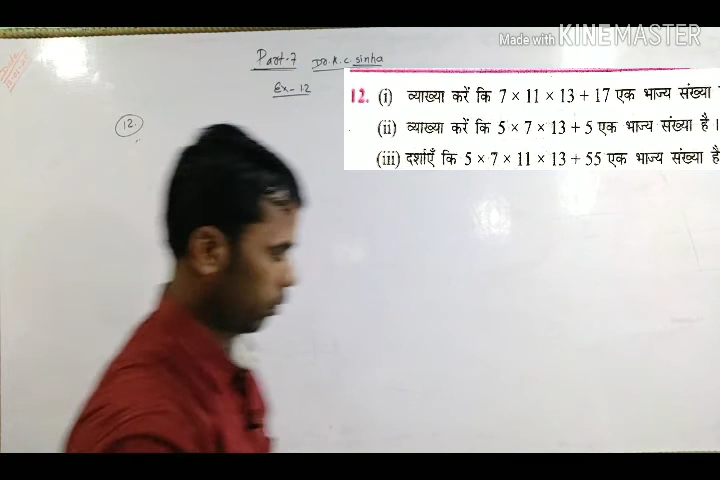 Made with KINEMASTER
Part-7 Dr. K. C. Sinha
Ex-12
12. (i) व्याख्या करें कि 7 × 11 × 13 + 17 एक भाज्य संख्या
(ii) व्याख्या करें कि 5 × 7 × 13 + 5 एक भाज्य संख्या है ।
(iii) दर्शाएँ कि 5 × 7 × 11 × 13 + 55 एक भाज्य संख्या है
12.